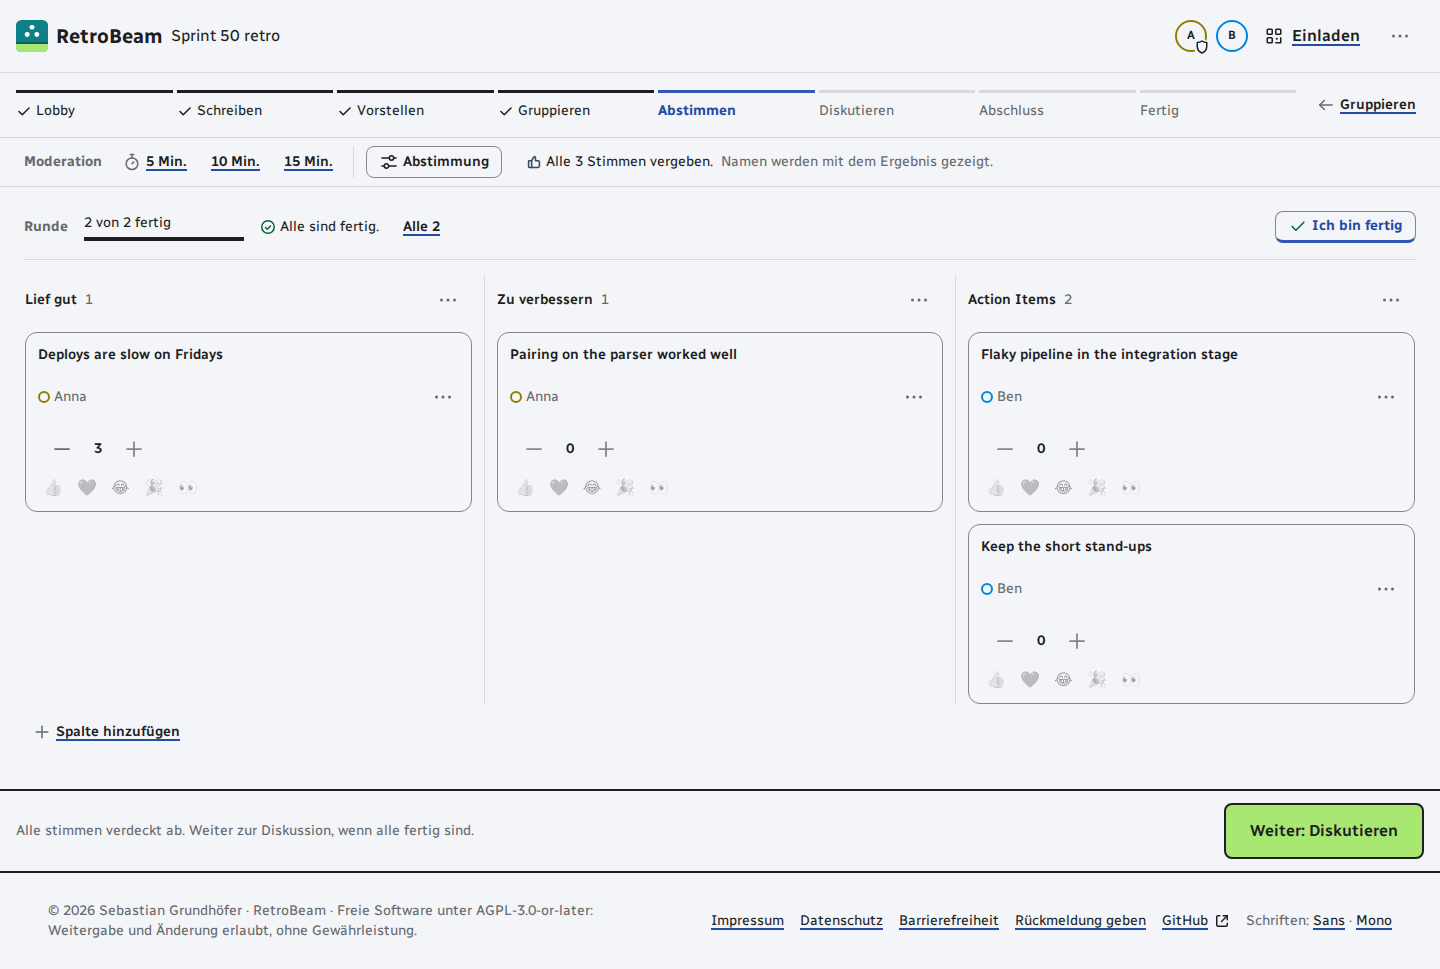 RetroBeam Sprint 50 retro
A B Einladen
Lobby Schreiben Vorstellen Gruppieren Abstimmen Diskutieren Abschluss Fertig Gruppieren
Moderation 5 Min. 10 Min. 15 Min. Abstimmung Alle 3 Stimmen vergeben. Namen werden mit dem Ergebnis gezeigt.
Runde 2 von 2 fertig Alle sind fertig. Alle 2 Ich bin fertig
Lief gut 1
Deploys are slow on Fridays
Anna
3
Zu verbessern 1
Pairing on the parser worked well
Anna
0
Action Items 2
Flaky pipeline in the integration stage
Ben
0
Keep the short stand-ups
Ben
0
Spalte hinzufügen
Alle stimmen verdeckt ab. Weiter zur Diskussion, wenn alle fertig sind. Weiter: Diskutieren
© 2026 Sebastian Grundhöfer · RetroBeam · Freie Software unter AGPL-3.0-or-later:
Weitergabe und Änderung erlaubt, ohne Gewährleistung.
Impressum Datenschutz Barrierefreiheit Rückmeldung geben GitHub Schriften: Sans · Mono